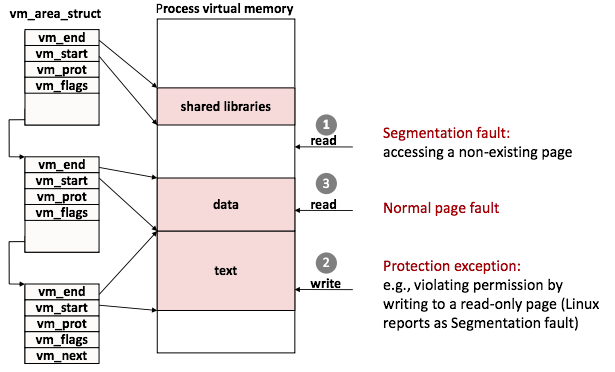 vm_area_struct
Process virtual memory
vm_end
vm_start
vm_prot
vm_flags
shared libraries
1
read
Segmentation fault:
accessing a non-existing page
vm_end
vm_start
vm_prot
vm_flags
data
3
read
Normal page fault
text
2
write
Protection exception:
e.g., violating permission by
writing to a read-only page (Linux
reports as Segmentation fault)
vm_end
vm_start
vm_prot
vm_flags
vm_next